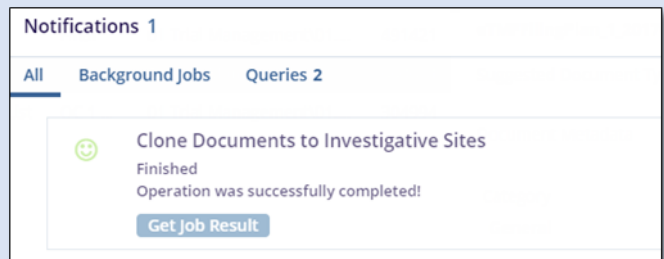 Notifications 1
All Background Jobs Queries 2
Clone Documents to Investigative Sites
Finished
Operation was successfully completed!
Get Job Result